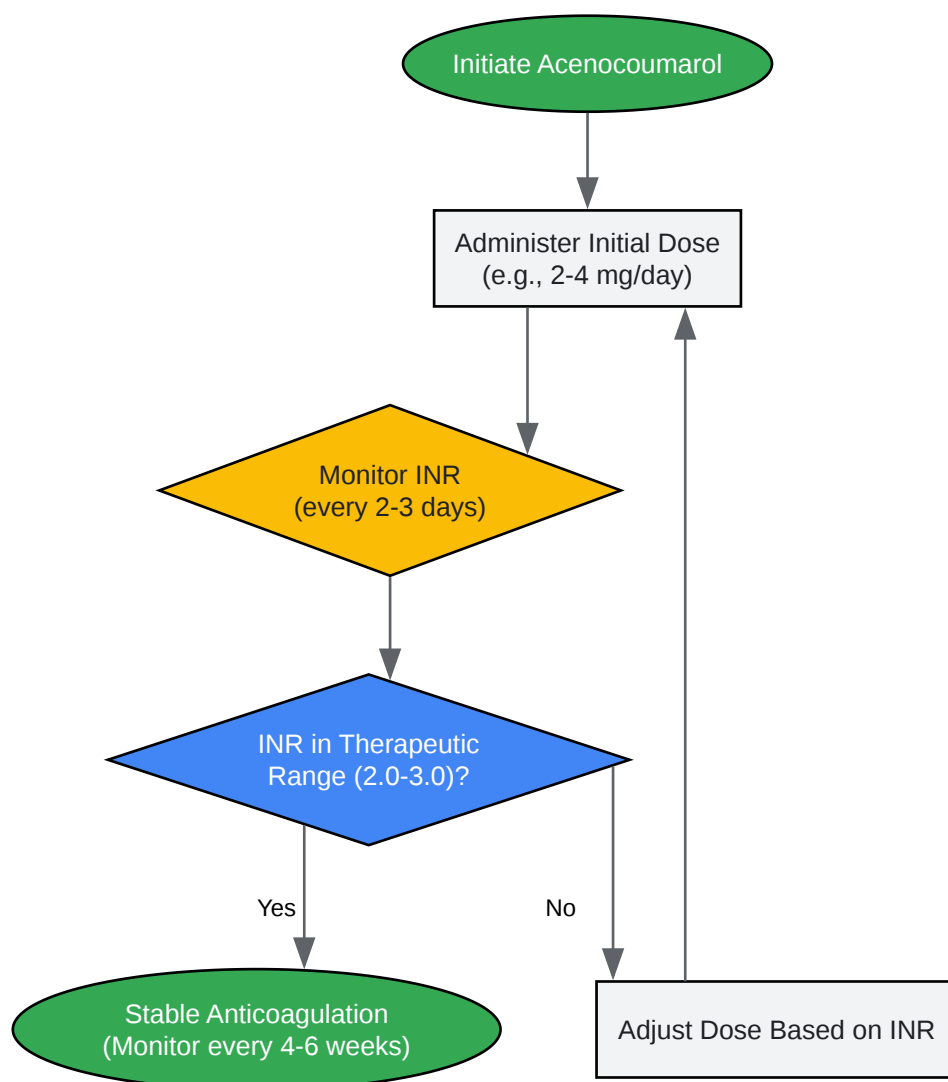 Initiate Acenocoumarol
Administer Initial Dose
(e.g., 2-4 mg/day)
Monitor INR
(every 2-3 days)
INR in Therapeutic
Range (2.0-3.0)?
Yes
No
Stable Anticoagulation
(Monitor every 4-6 weeks)
Adjust Dose Based on INR